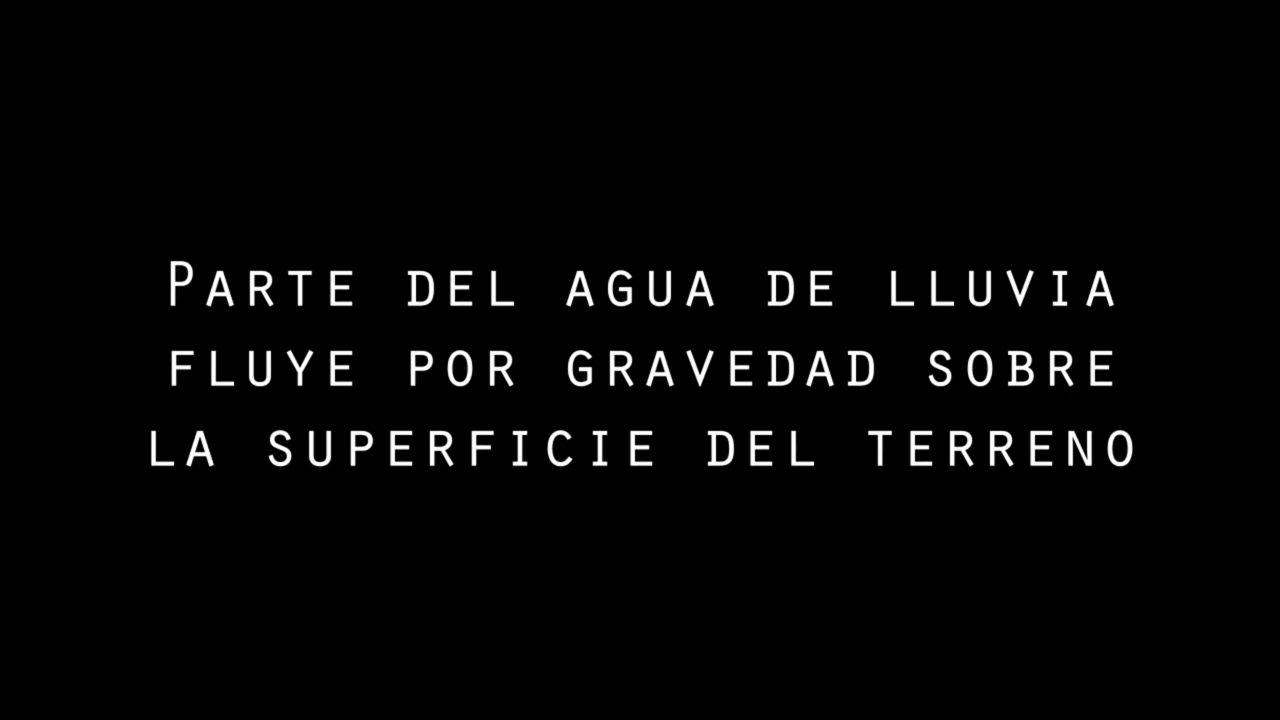 Parte del agua de lluvia
fluye por gravedad sobre
la superficie del terreno